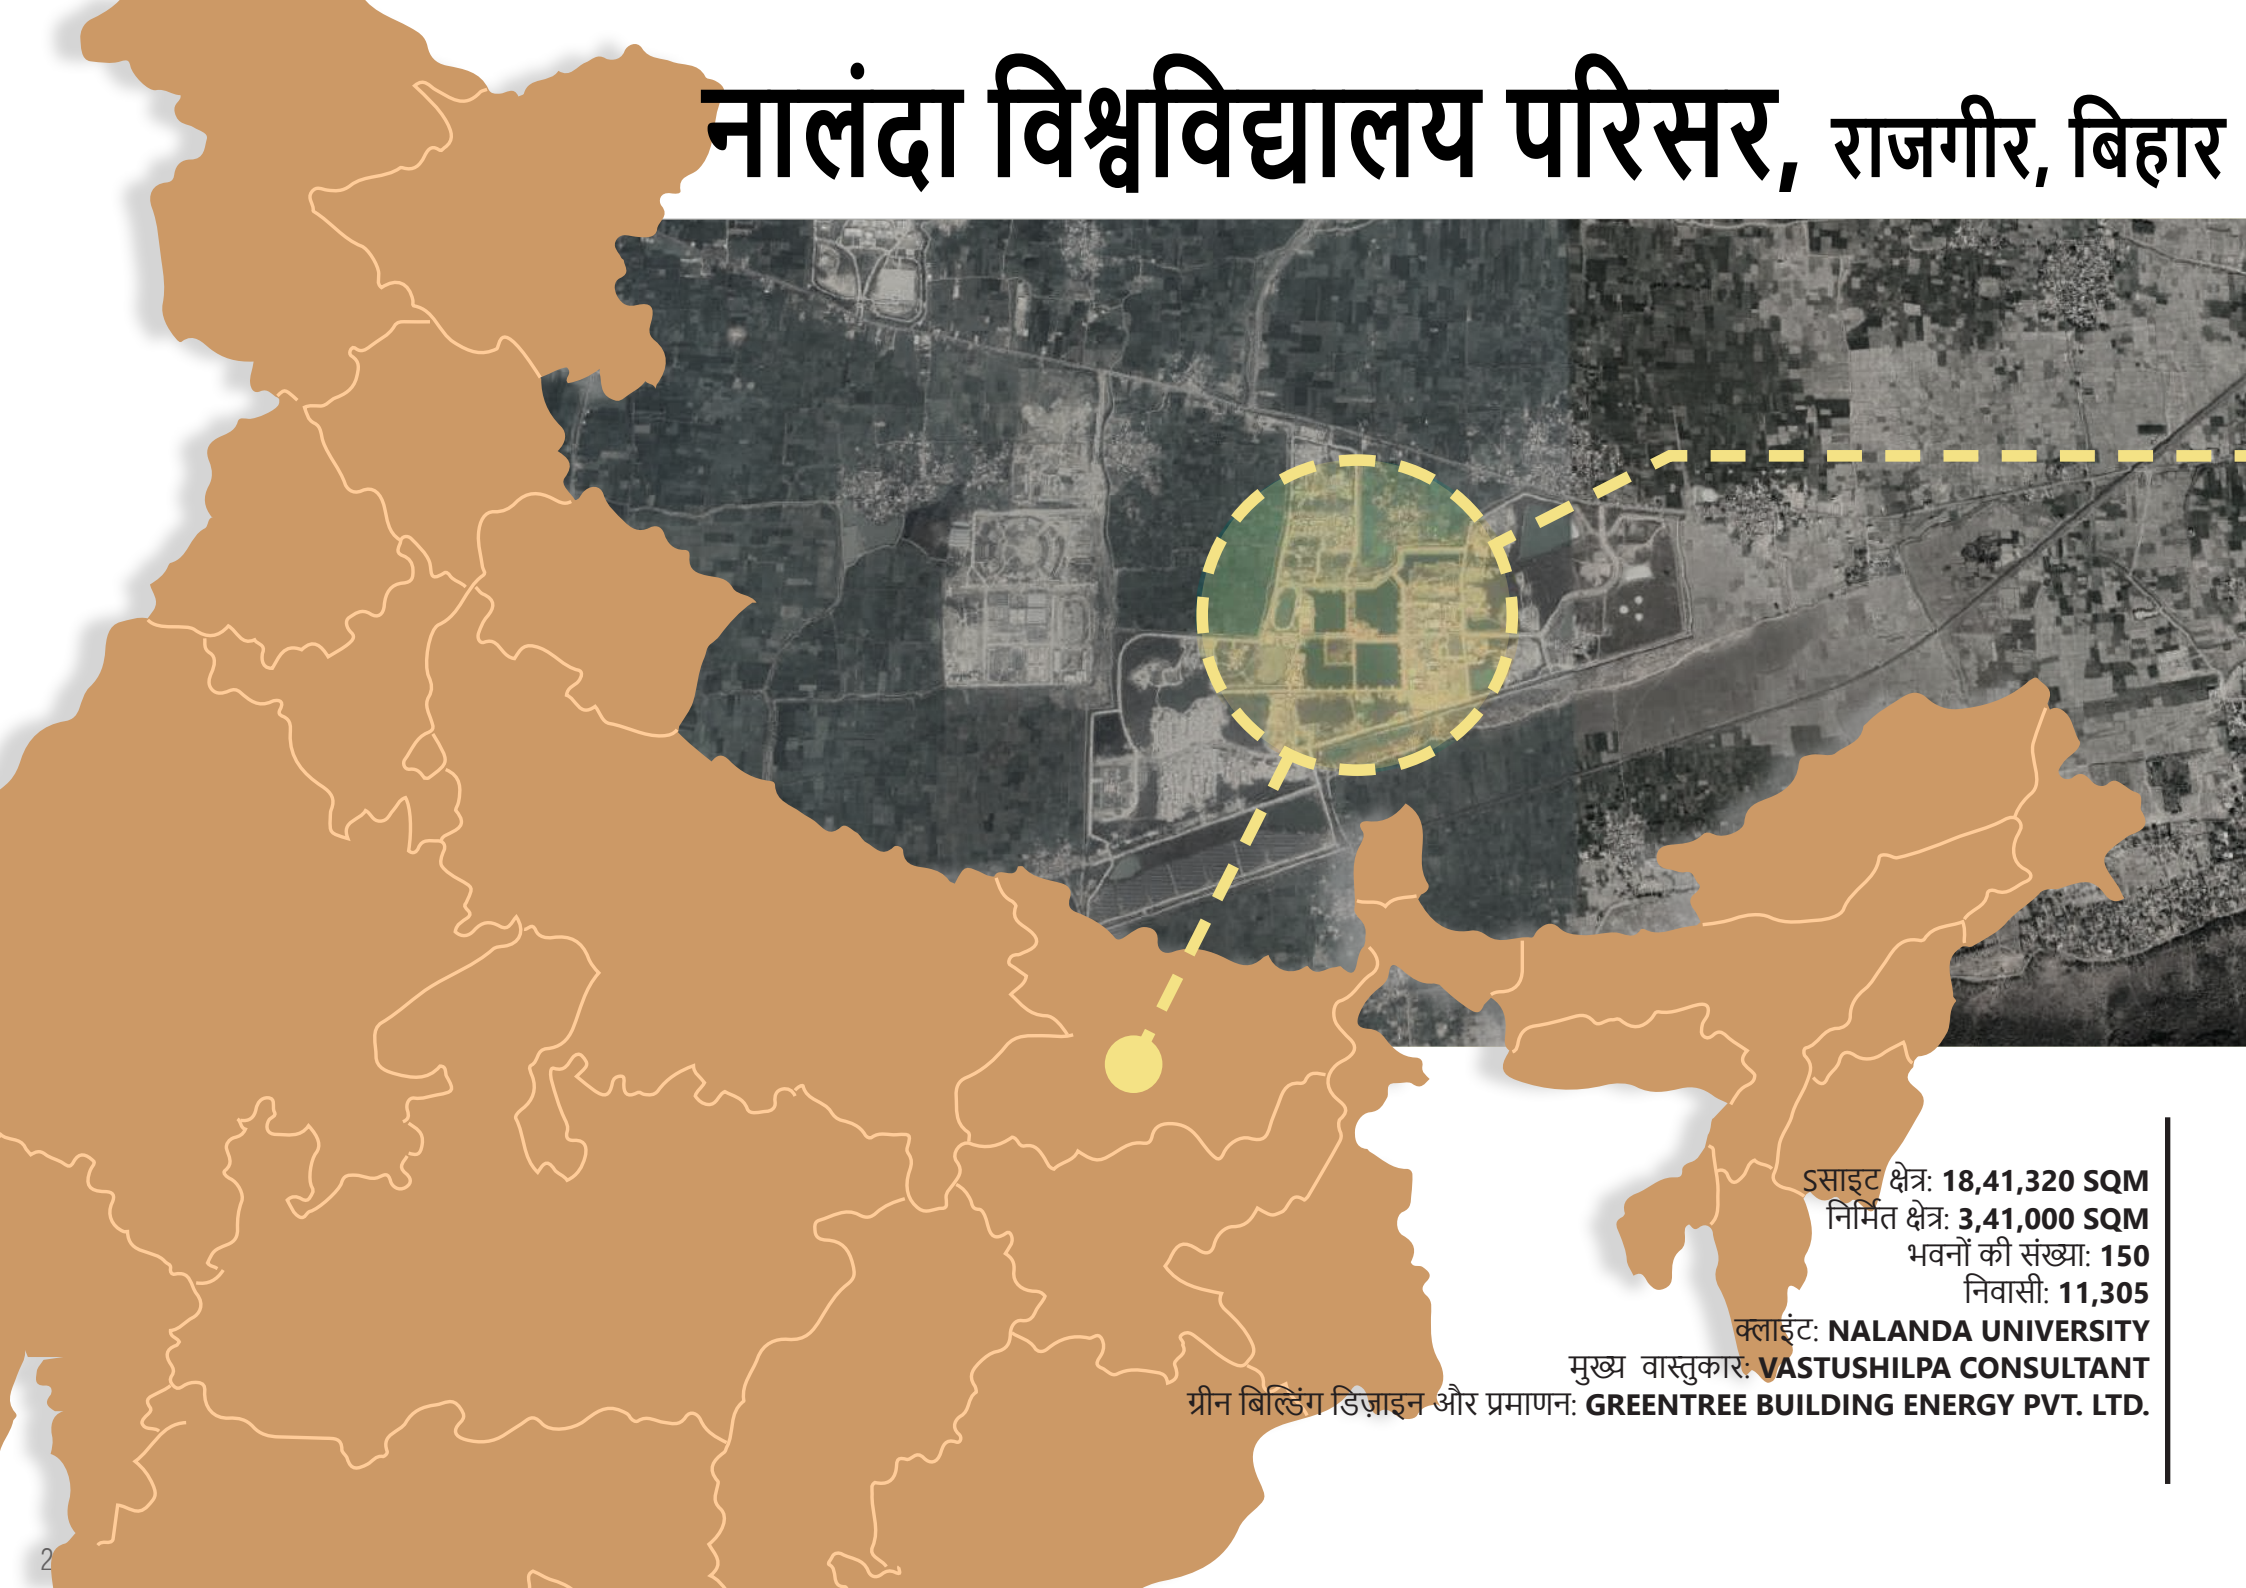 नालंदा विश्वविद्यालय परिसर, राजगीर, बिहार
Sसाइट क्षेत्र: 18,41,320 SQM
निर्मित क्षेत्र: 3,41,000 SQM
भवनों की संख्या: 150
निवासी: 11,305
क्लाइंट: NALANDA UNIVERSITY
मुख्य वास्तुकार: VASTUSHILPA CONSULTANT
ग्रीन बिल्डिंग डिज़ाइन और प्रमाणन: GREENTREE BUILDING ENERGY PVT. LTD.
2